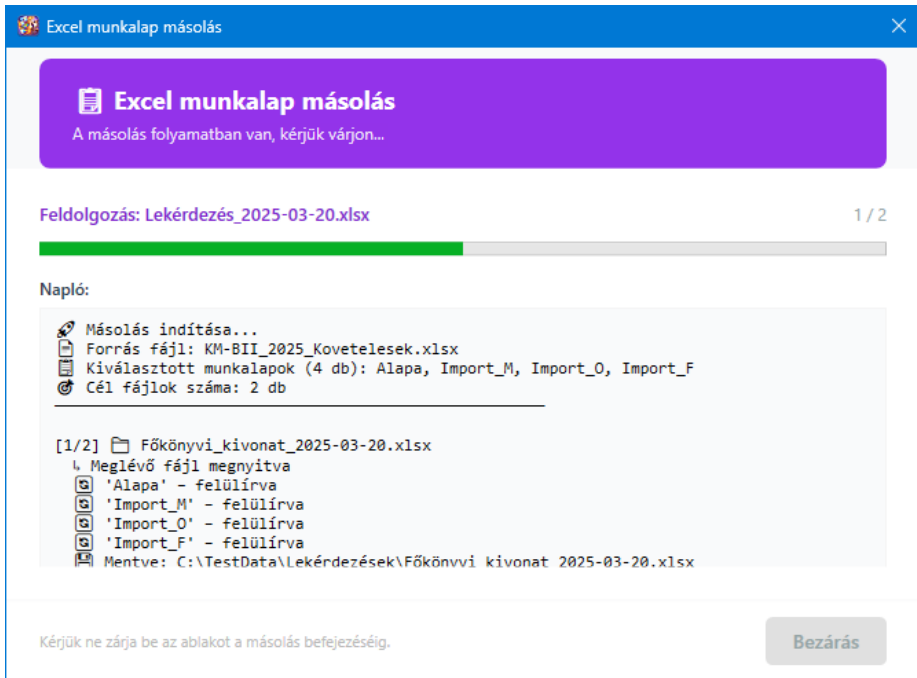 Excel munkalap másolás
Excel munkalap másolás
A másolás folyamatban van, kérjük várjon...
Feldolgozás: Lekérdezés_2025-03-20.xlsx 1 / 2
Napló:
Másolás indítása...
Forrás fájl: KM-BII_2025_Kovetelesek.xlsx
Kiválasztott munkalapok (4 db): Alapa, Import_M, Import_O, Import_F
Cél fájlok száma: 2 db
[1/2] Főkönyvi_kivonat_2025-03-20.xlsx
↳ Meglévő fájl megnyitva
'Alapa' – felülírva
'Import_M' – felülírva
'Import_O' – felülírva
'Import_F' – felülírva
Mentve: C:\TestData\Lekérdezések\Főkönyvi_kivonat_2025-03-20.xlsx
Kérjük ne zárja be az ablakot a másolás befejezéséig.
Bezárás